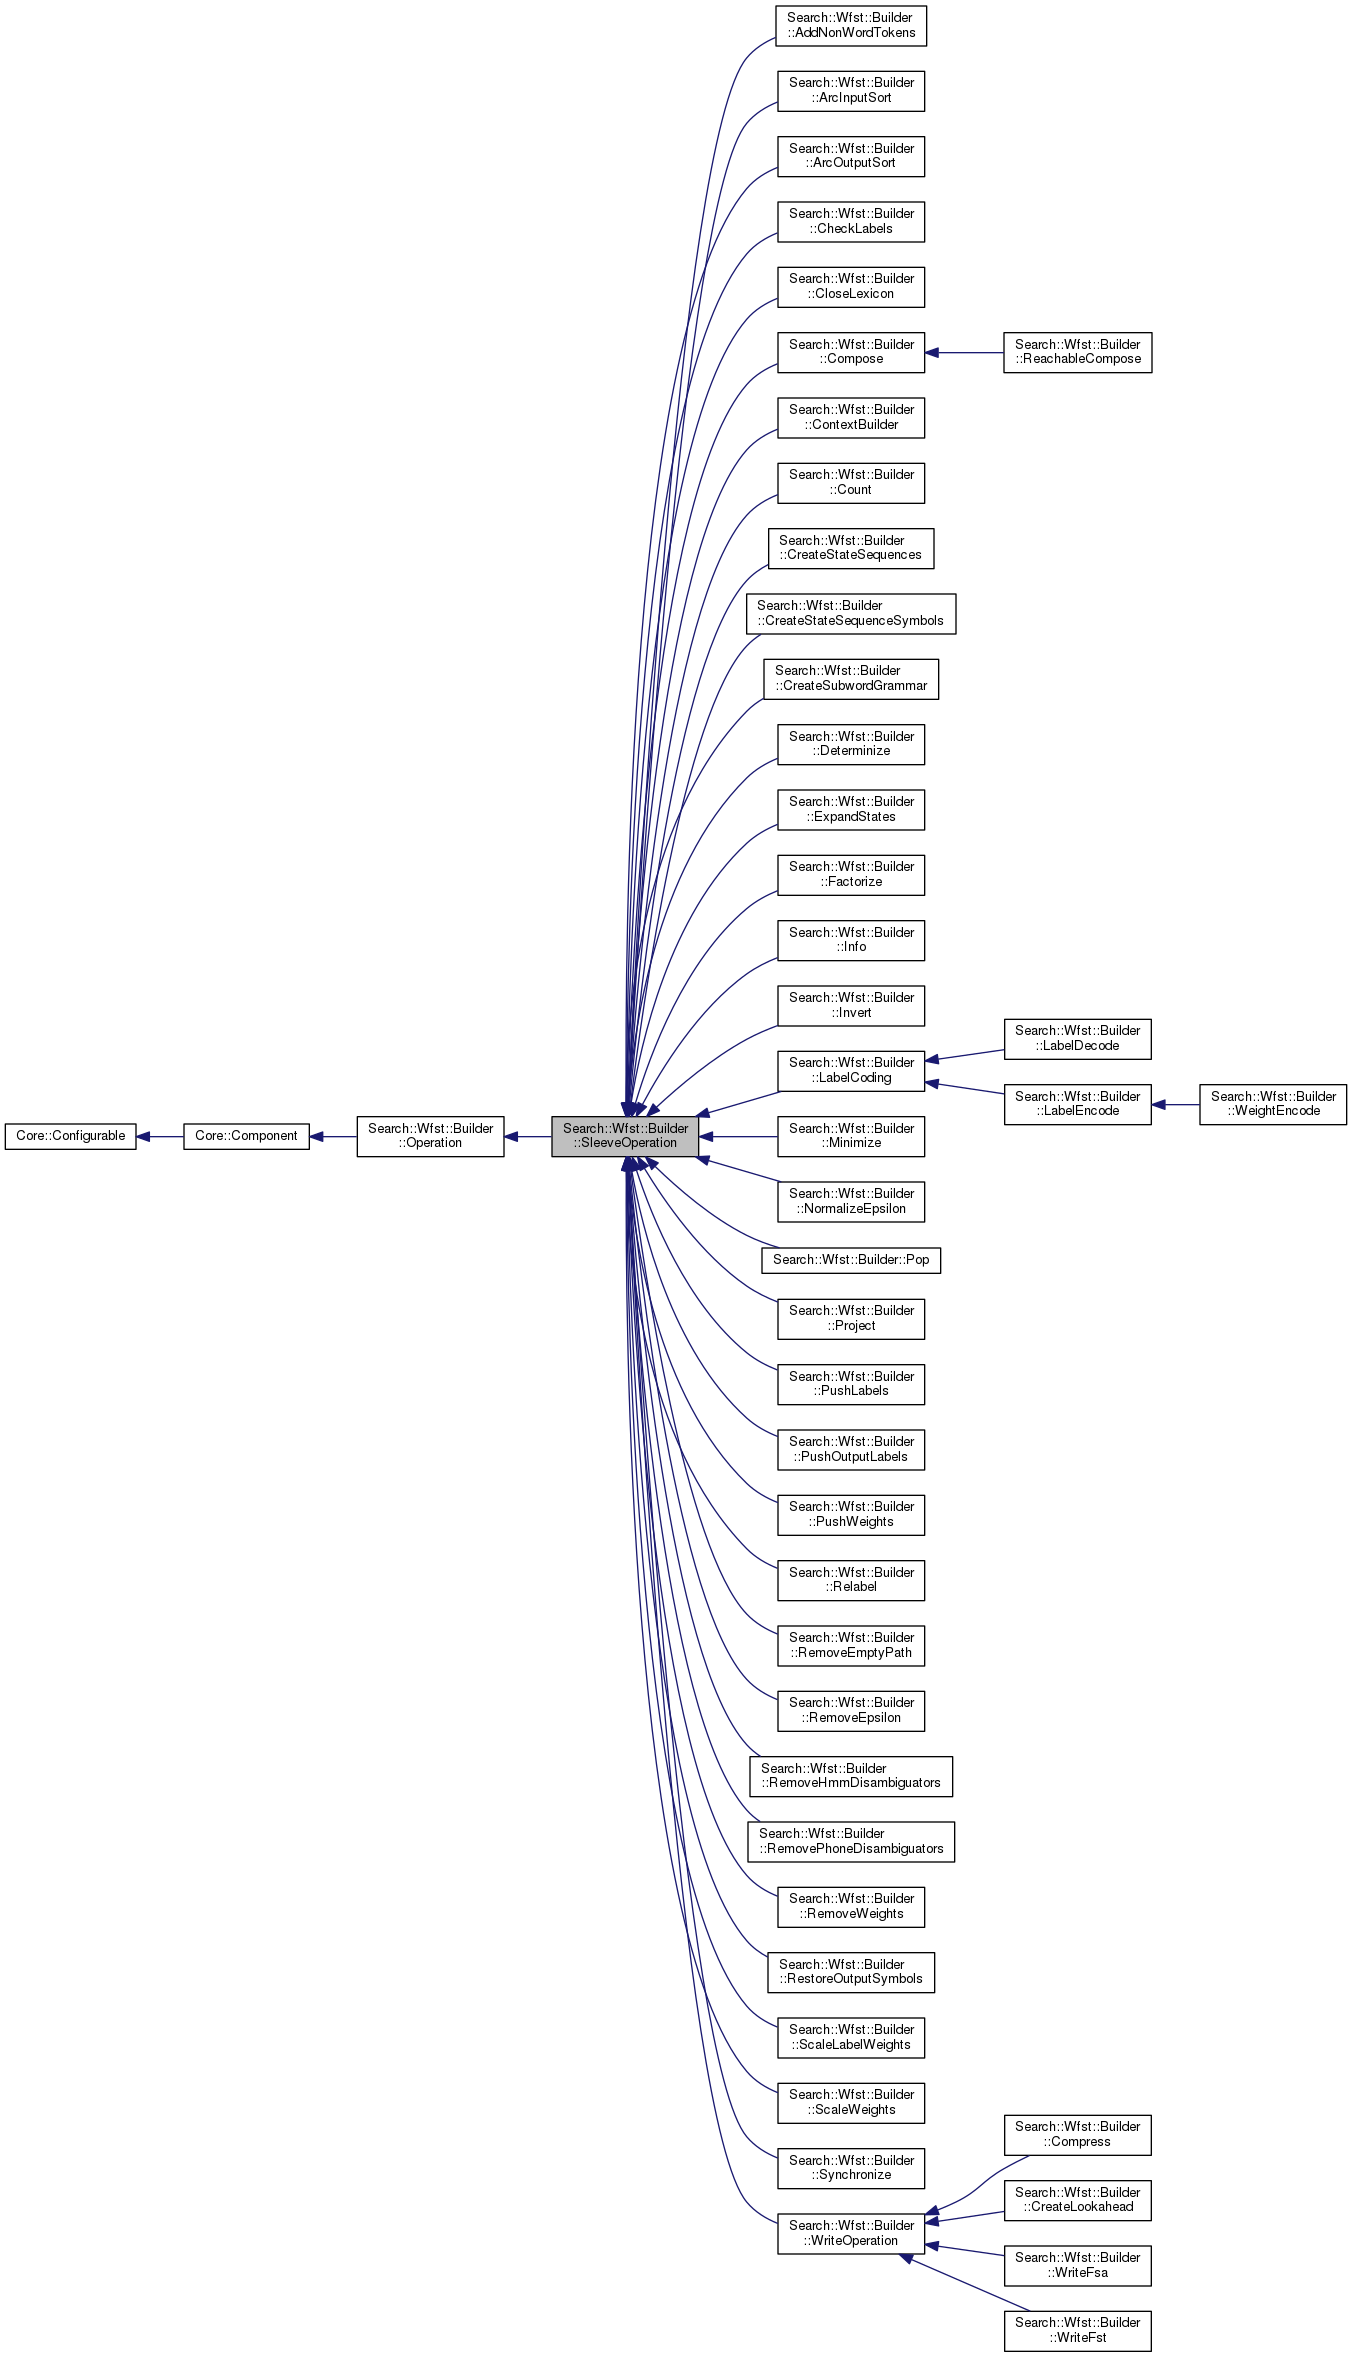 Search::Wfst::Builder
::AddNonWordTokens
Search::Wfst::Builder
::ArcInputSort
Search::Wfst::Builder
::ArcOutputSort
Search::Wfst::Builder
::CheckLabels
Search::Wfst::Builder
::CloseLexicon
Search::Wfst::Builder
::Compose
Search::Wfst::Builder
::ReachableCompose
Search::Wfst::Builder
::ContextBuilder
Search::Wfst::Builder
::Count
Search::Wfst::Builder
::CreateStateSequences
Search::Wfst::Builder
::CreateStateSequenceSymbols
Search::Wfst::Builder
::CreateSubwordGrammar
Search::Wfst::Builder
::Determinize
Search::Wfst::Builder
::ExpandStates
Search::Wfst::Builder
::Factorize
Search::Wfst::Builder
::Info
Search::Wfst::Builder
::Invert
Search::Wfst::Builder
::LabelCoding
Search::Wfst::Builder
::LabelDecode
Search::Wfst::Builder
::LabelEncode
Search::Wfst::Builder
::WeightEncode
Core::Configurable
Core::Component
Search::Wfst::Builder
::Operation
Search::Wfst::Builder
::SleeveOperation
Search::Wfst::Builder
::Minimize
Search::Wfst::Builder
::NormalizeEpsilon
Search::Wfst::Builder::Pop
Search::Wfst::Builder
::Project
Search::Wfst::Builder
::PushLabels
Search::Wfst::Builder
::PushOutputLabels
Search::Wfst::Builder
::PushWeights
Search::Wfst::Builder
::Relabel
Search::Wfst::Builder
::RemoveEmptyPath
Search::Wfst::Builder
::RemoveEpsilon
Search::Wfst::Builder
::RemoveHmmDisambiguators
Search::Wfst::Builder
::RemovePhoneDisambiguators
Search::Wfst::Builder
::RemoveWeights
Search::Wfst::Builder
::RestoreOutputSymbols
Search::Wfst::Builder
::ScaleLabelWeights
Search::Wfst::Builder
::ScaleWeights
Search::Wfst::Builder
::Synchronize
Search::Wfst::Builder
::WriteOperation
Search::Wfst::Builder
::Compress
Search::Wfst::Builder
::CreateLookahead
Search::Wfst::Builder
::WriteFsa
Search::Wfst::Builder
::WriteFst